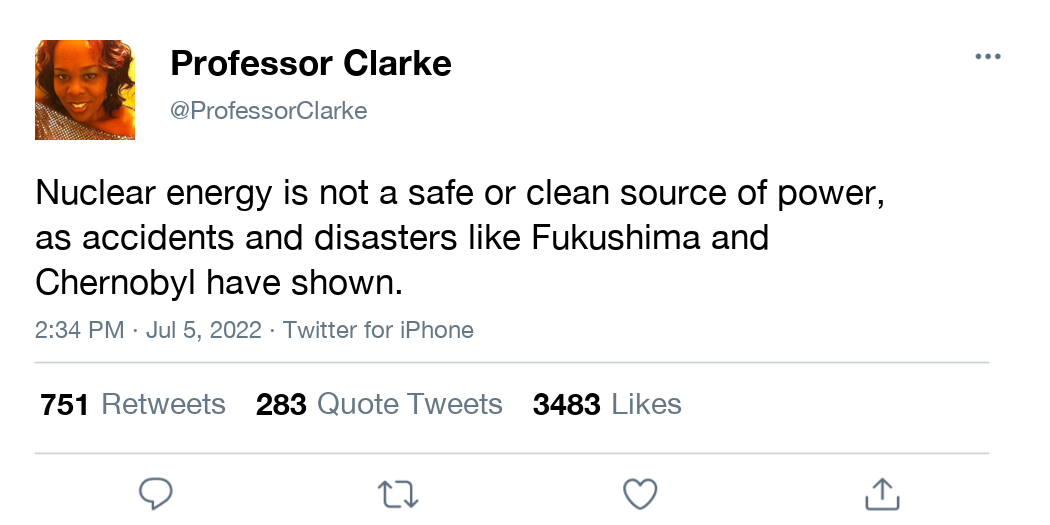 Professor Clarke
@ProfessorClarke
Nuclear energy is not a safe or clean source of power,
as accidents and disasters like Fukushima and
Chernobyl have shown.
2:34 PM · Jul 5, 2022 · Twitter for iPhone
751 Retweets 283 Quote Tweets 3483 Likes